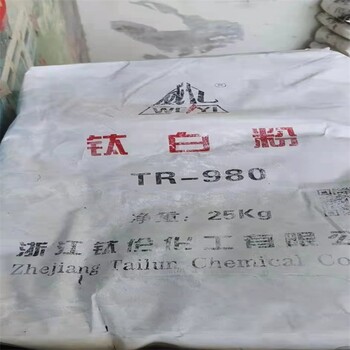 WUYI
®
钛白粉
TR-980
净重: 25Kg
浙江钛伦化工有限公
Zhejiang Tailun Chemical Co